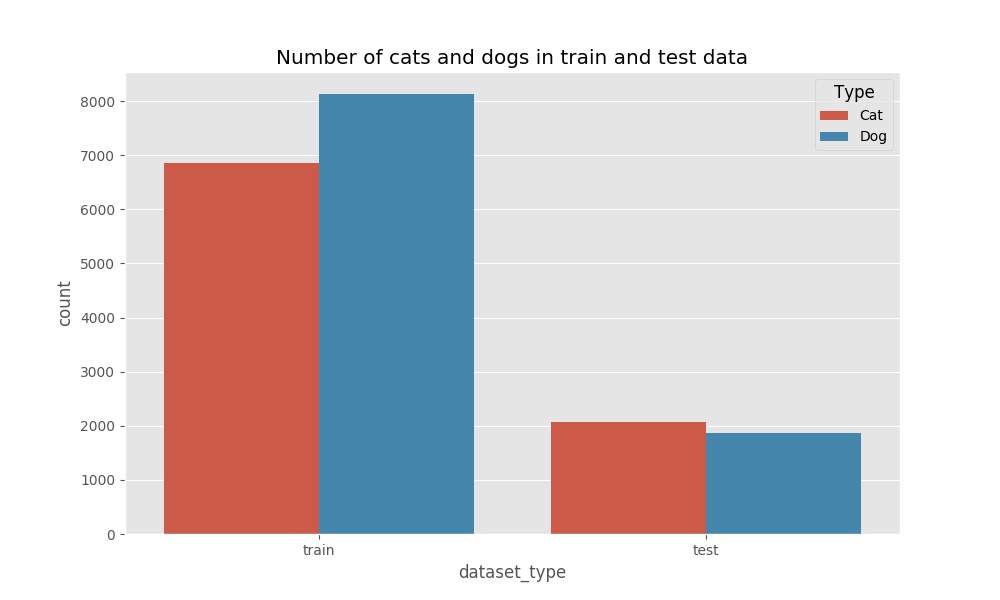 Number of cats and dogs in train and test data
Type
Cat
Dog
8000
7000
6000
5000
4000
3000
2000
1000
0
count
train
test
dataset_type